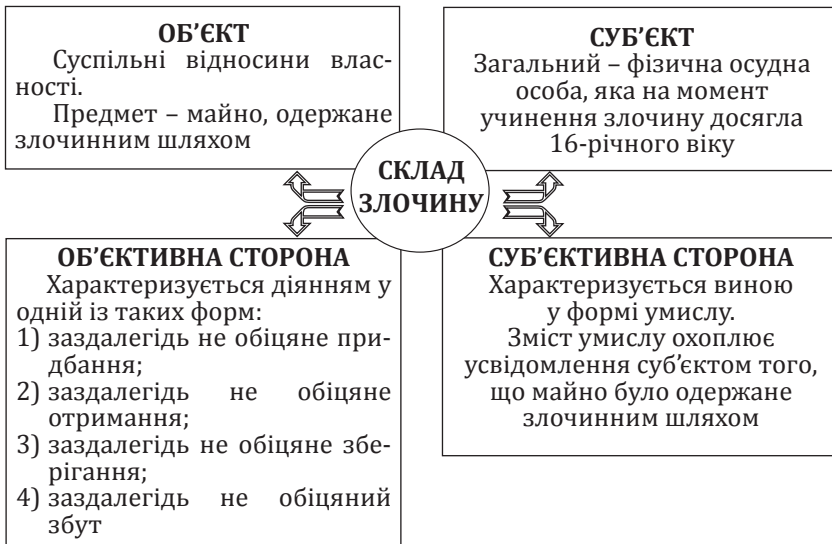 ОБ’ЄКТ
Суспільні відносини влас-
ності.
Предмет – майно, одержане
злочинним шляхом
СУБ’ЄКТ
Загальний – фізична осудна
особа, яка на момент
учинення злочину досягла
16-річного віку
СКЛАД
ЗЛОЧИНУ
ОБ’ЄКТИВНА СТОРОНА
Характеризується діянням у
одній із таких форм:
1) заздалегідь не обіцяне при-
дбання;
2) заздалегідь не обіцяне
отримання;
3) заздалегідь не обіцяне збе-
рігання;
4) заздалегідь не обіцяний
збут
СУБ’ЄКТИВНА СТОРОНА
Характеризується виною
у формі умислу.
Зміст умислу охоплює
усвідомлення суб’єктом того,
що майно було одержане
злочинним шляхом